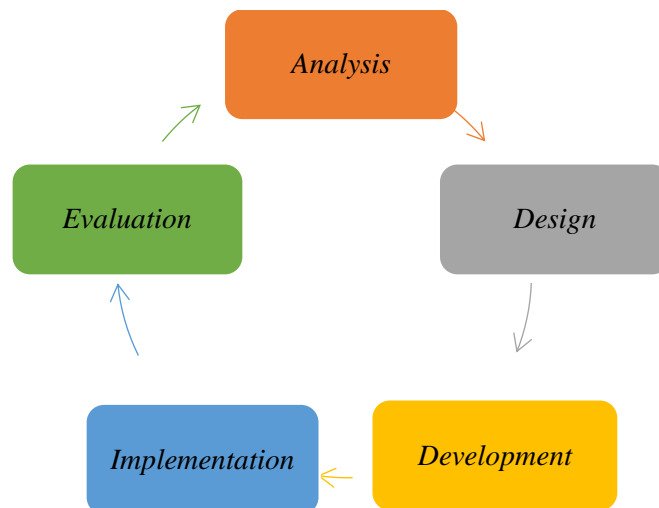 Analysis
Design
Development
Implementation
Evaluation